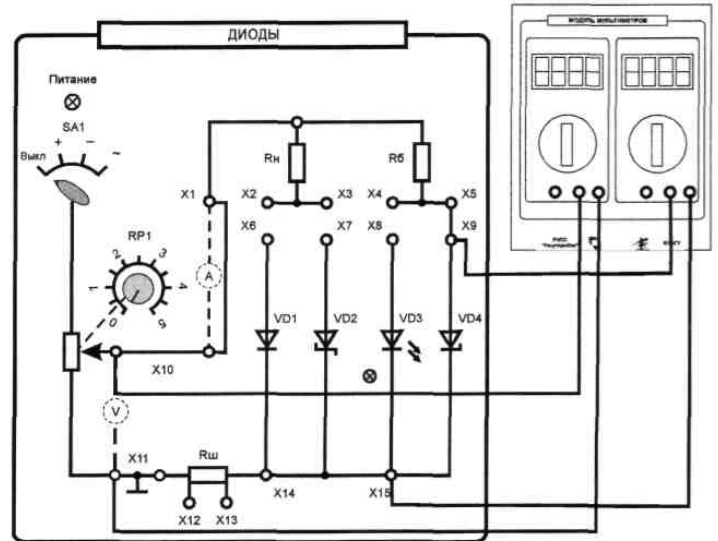 ДИОДЫ
МОДУЛЬ МУЛЬТИМЕТРОВ
Питание
SA1
Выкл + − ~
Rн Rб
X1 X2 X3 X4 X5
X6 X7 X8 X9
RP1
0 1 2 3 4 5
A
VD1 VD2 VD3 VD4
X10
V
X11 Rш X14 X15
X12 X13